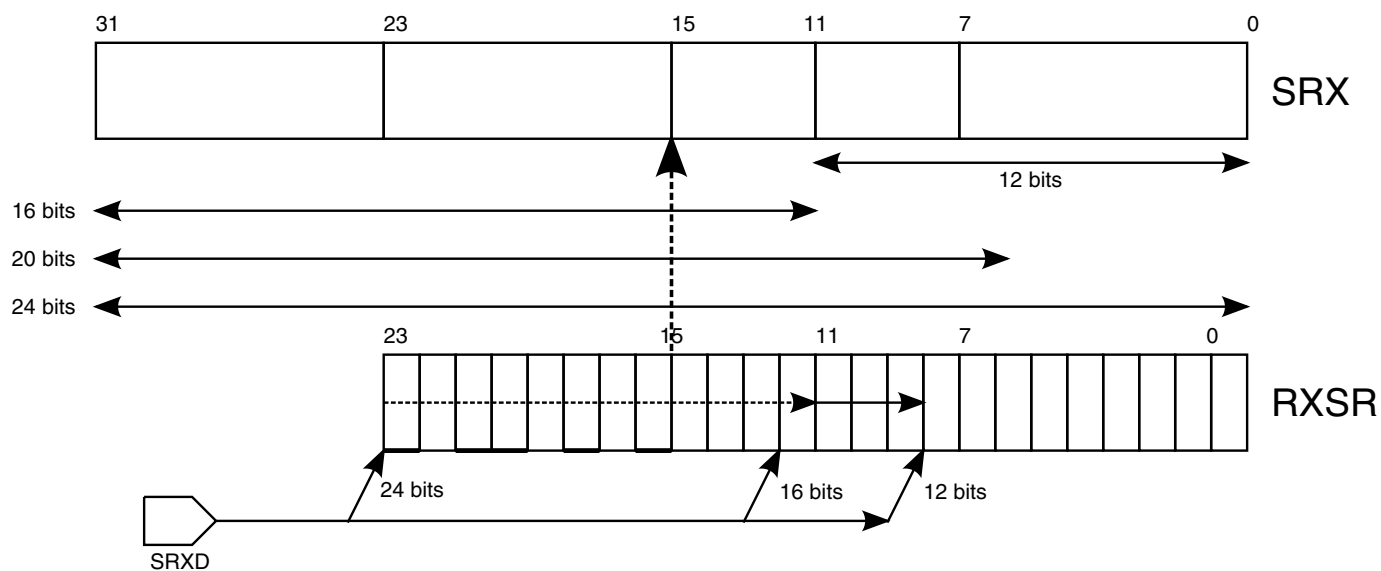 31 23 15 11 7 0
SRX
12 bits
16 bits
20 bits
24 bits
23 15 11 7 0
RXSR
24 bits 16 bits 12 bits
SRXD